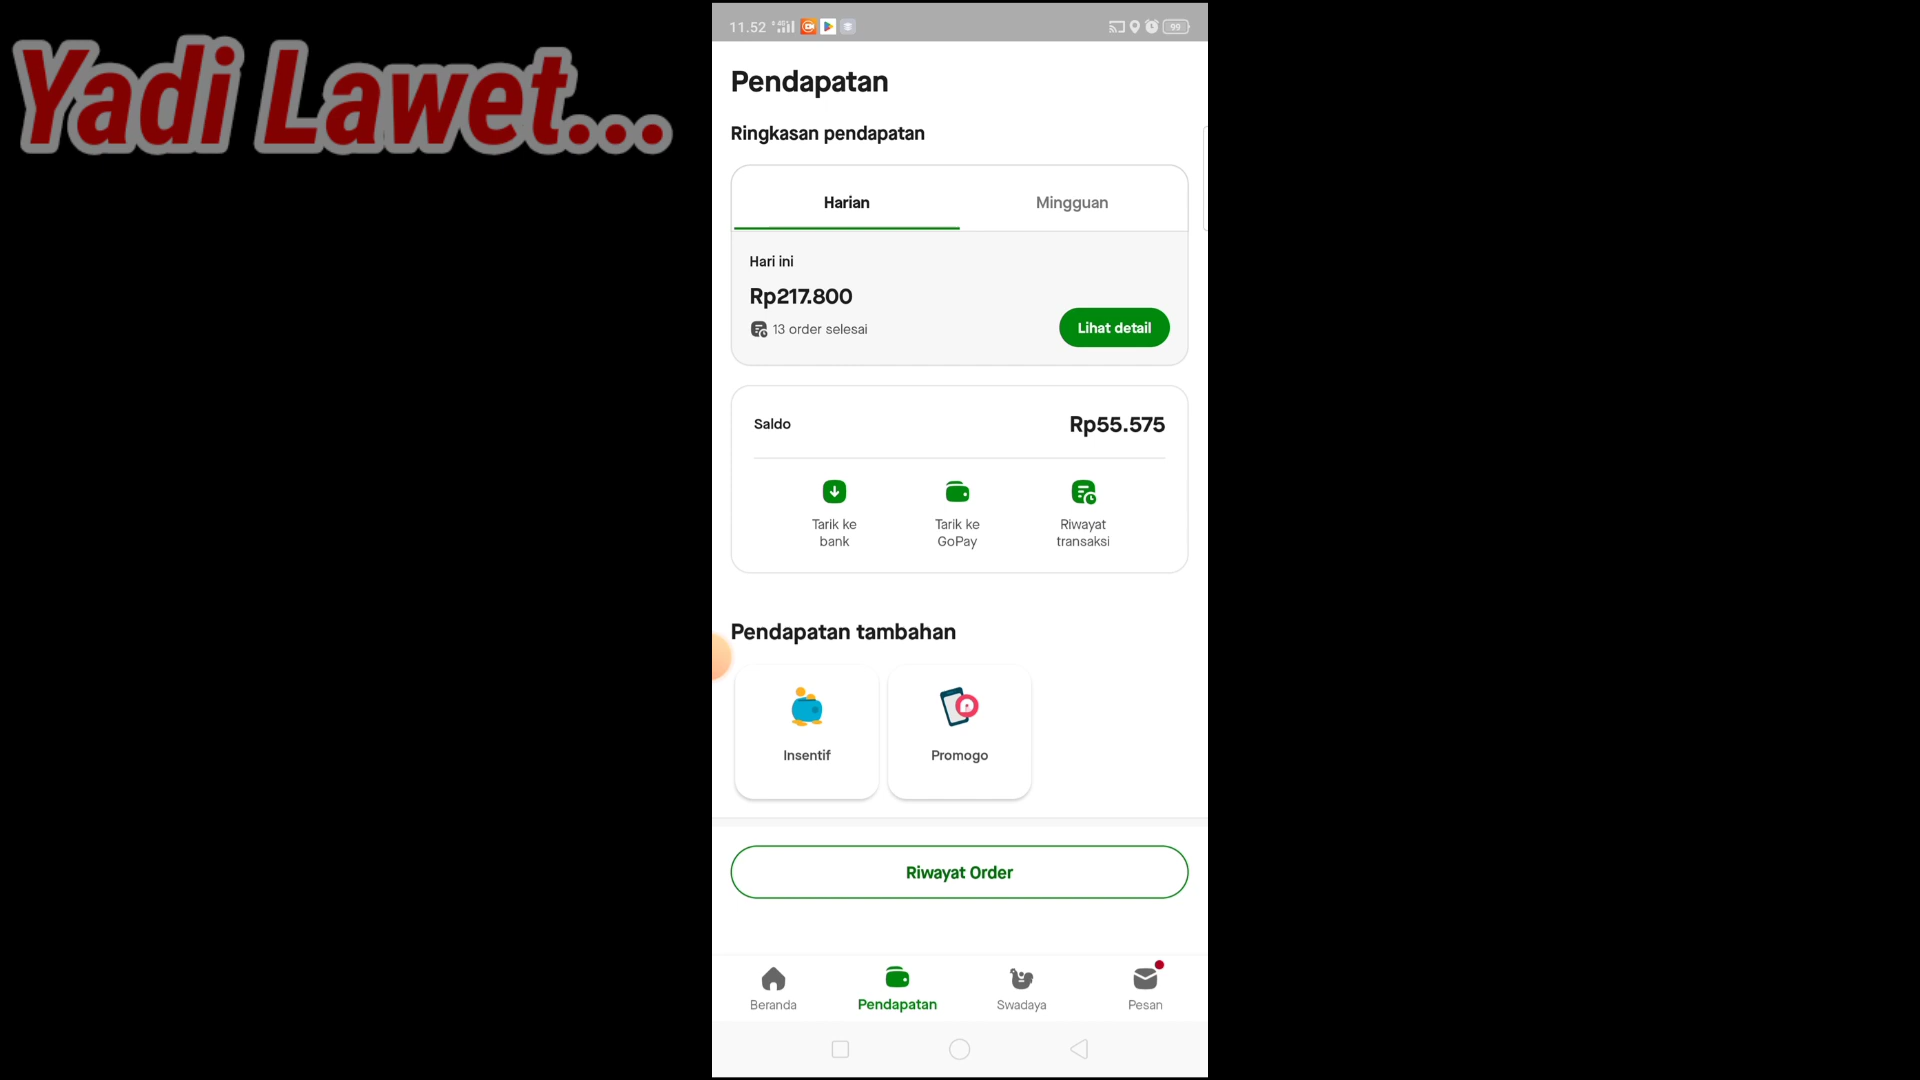 Yadi Lawet...
11.52 4G
99
Pendapatan
Ringkasan pendapatan
Harian
Mingguan
Hari ini
Rp217.800
13 order selesai
Lihat detail
Saldo
Rp55.575
Tarik ke
bank
Tarik ke
GoPay
Riwayat
transaksi
Pendapatan tambahan
Insentif
Promogo
Riwayat Order
Beranda
Pendapatan
Swadaya
Pesan